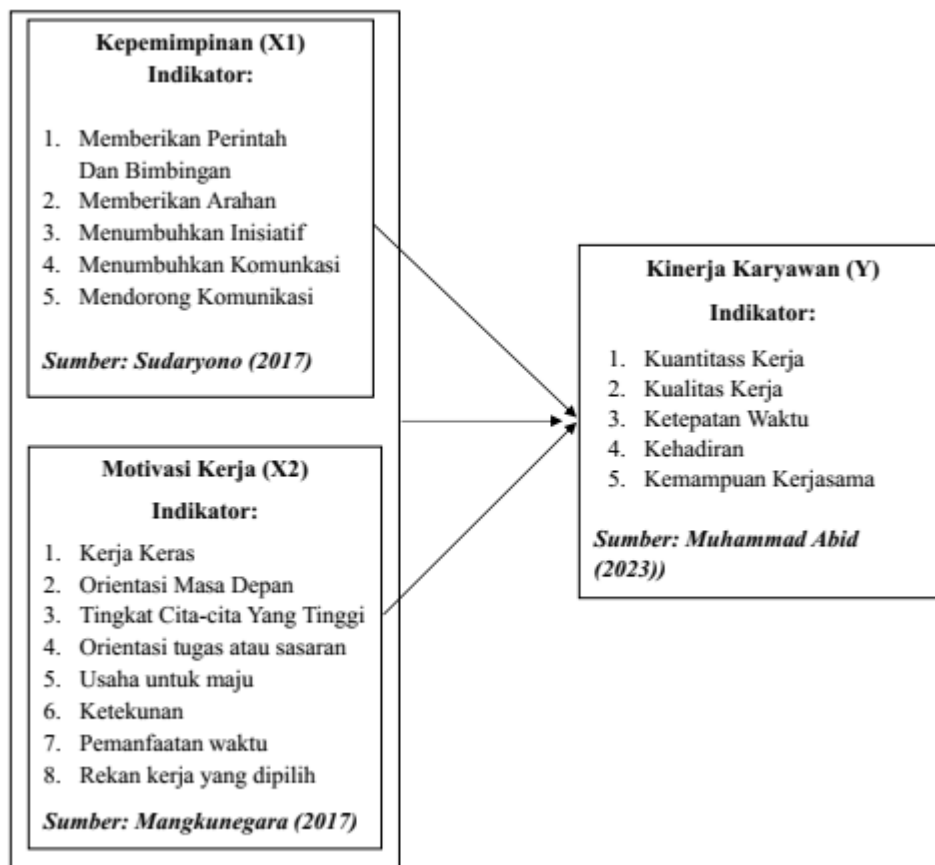 Kepemimpinan (X1)
Indikator:
1. Memberikan Perintah
Dan Bimbingan
2. Memberikan Arahan
3. Menumbuhkan Inisiatif
4. Menumbuhkan Komunkasi
5. Mendorong Komunikasi
Sumber: Sudaryono (2017)
Motivasi Kerja (X2)
Indikator:
1. Kerja Keras
2. Orientasi Masa Depan
3. Tingkat Cita-cita Yang Tinggi
4. Orientasi tugas atau sasaran
5. Usaha untuk maju
6. Ketekunan
7. Pemanfaatan waktu
8. Rekan kerja yang dipilih
Sumber: Mangkunegara (2017)
Kinerja Karyawan (Y)
Indikator:
1. Kuantitass Kerja
2. Kualitas Kerja
3. Ketepatan Waktu
4. Kehadiran
5. Kemampuan Kerjasama
Sumber: Muhammad Abid
(2023))